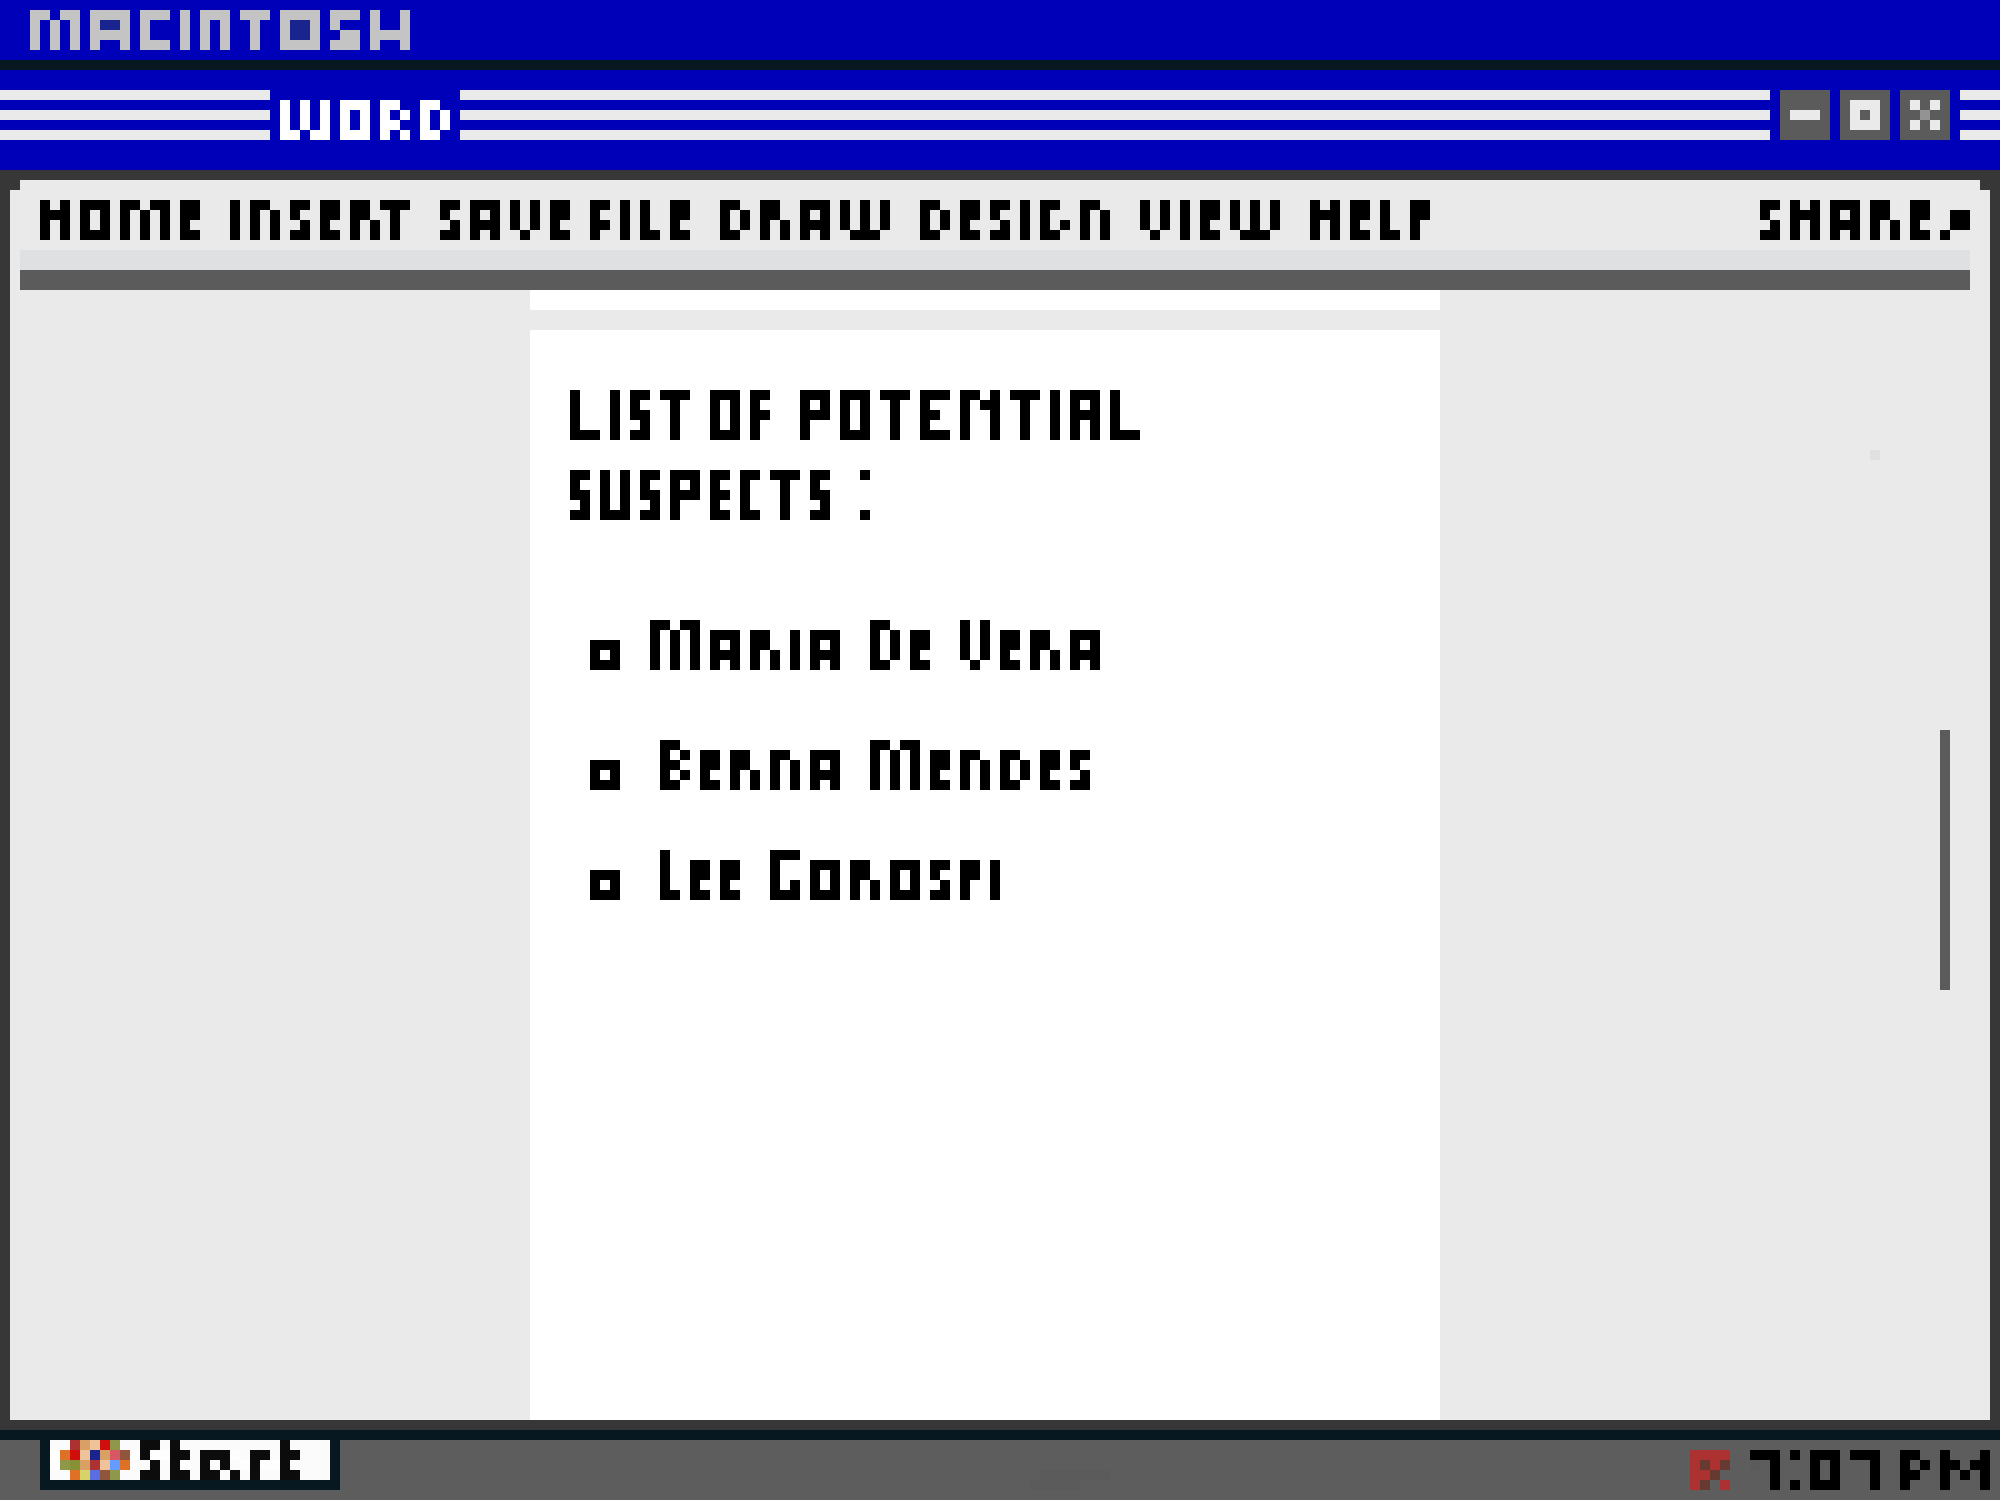 MACINTOSH
WORD
HOME INSERT SAVE FILE DRAW DESIGN VIEW HELP SHARE
LIST OF POTENTIAL
SUSPECTS :
Maria De Vera
Berna Mendes
Lee Gorospi
Start
7:07 PM